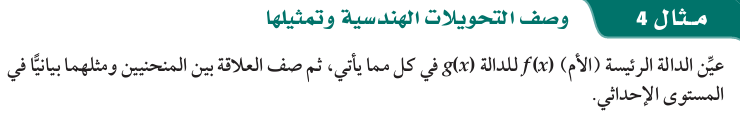 مثال 4 وصف التحويلات الهندسية وتمثيلها
عيِّن الدالة الرئيسة (الأم) f(x) للدالة g(x) في كل مما يأتي، ثم صف العلاقة بين المنحنيين ومثلهما بيانيًّا في
المستوى الإحداثي.